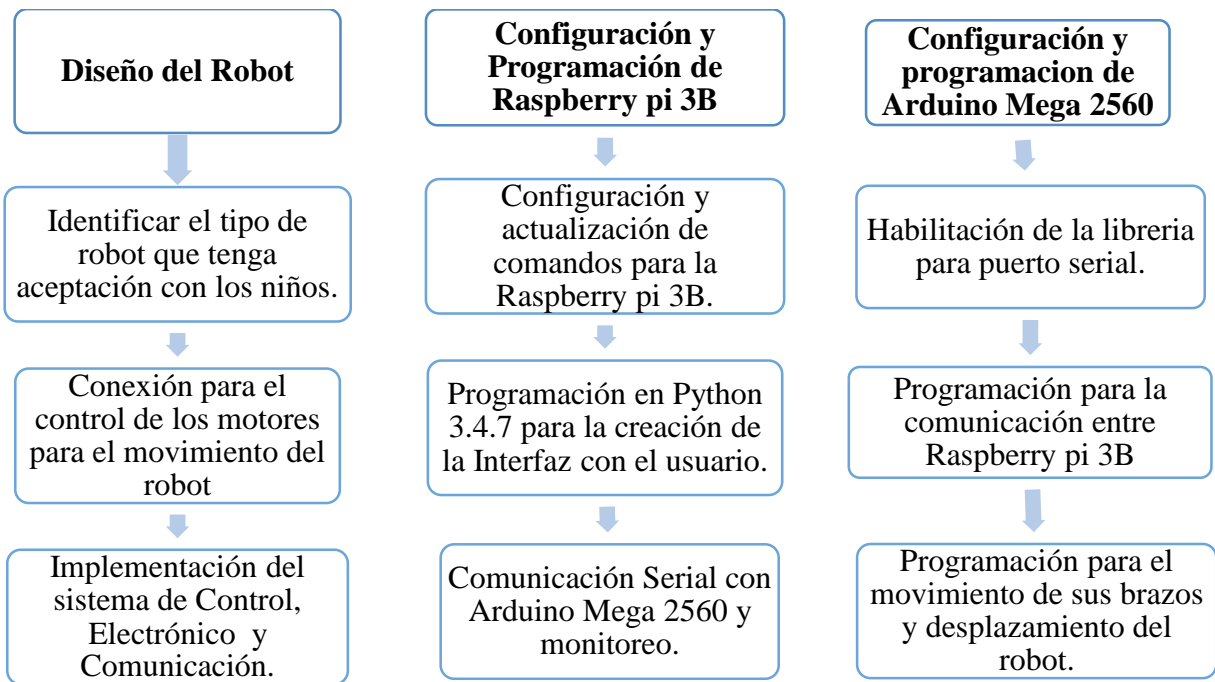 Diseño del Robot
Identificar el tipo de
robot que tenga
aceptación con los niños.
Conexión para el
control de los motores
para el movimiento del
robot
Implementación del
sistema de Control,
Electrónico y
Comunicación.
Configuración y
Programación de
Raspberry pi 3B
Configuración y
actualización de
comandos para la
Raspberry pi 3B.
Programación en Python
3.4.7 para la creación de
la Interfaz con el usuario.
Comunicación Serial con
Arduino Mega 2560 y
monitoreo.
Configuración y
programacion de
Arduino Mega 2560
Habilitación de la libreria
para puerto serial.
Programación para la
comunicación entre
Raspberry pi 3B
Programación para el
movimiento de sus brazos
y desplazamiento del
robot.